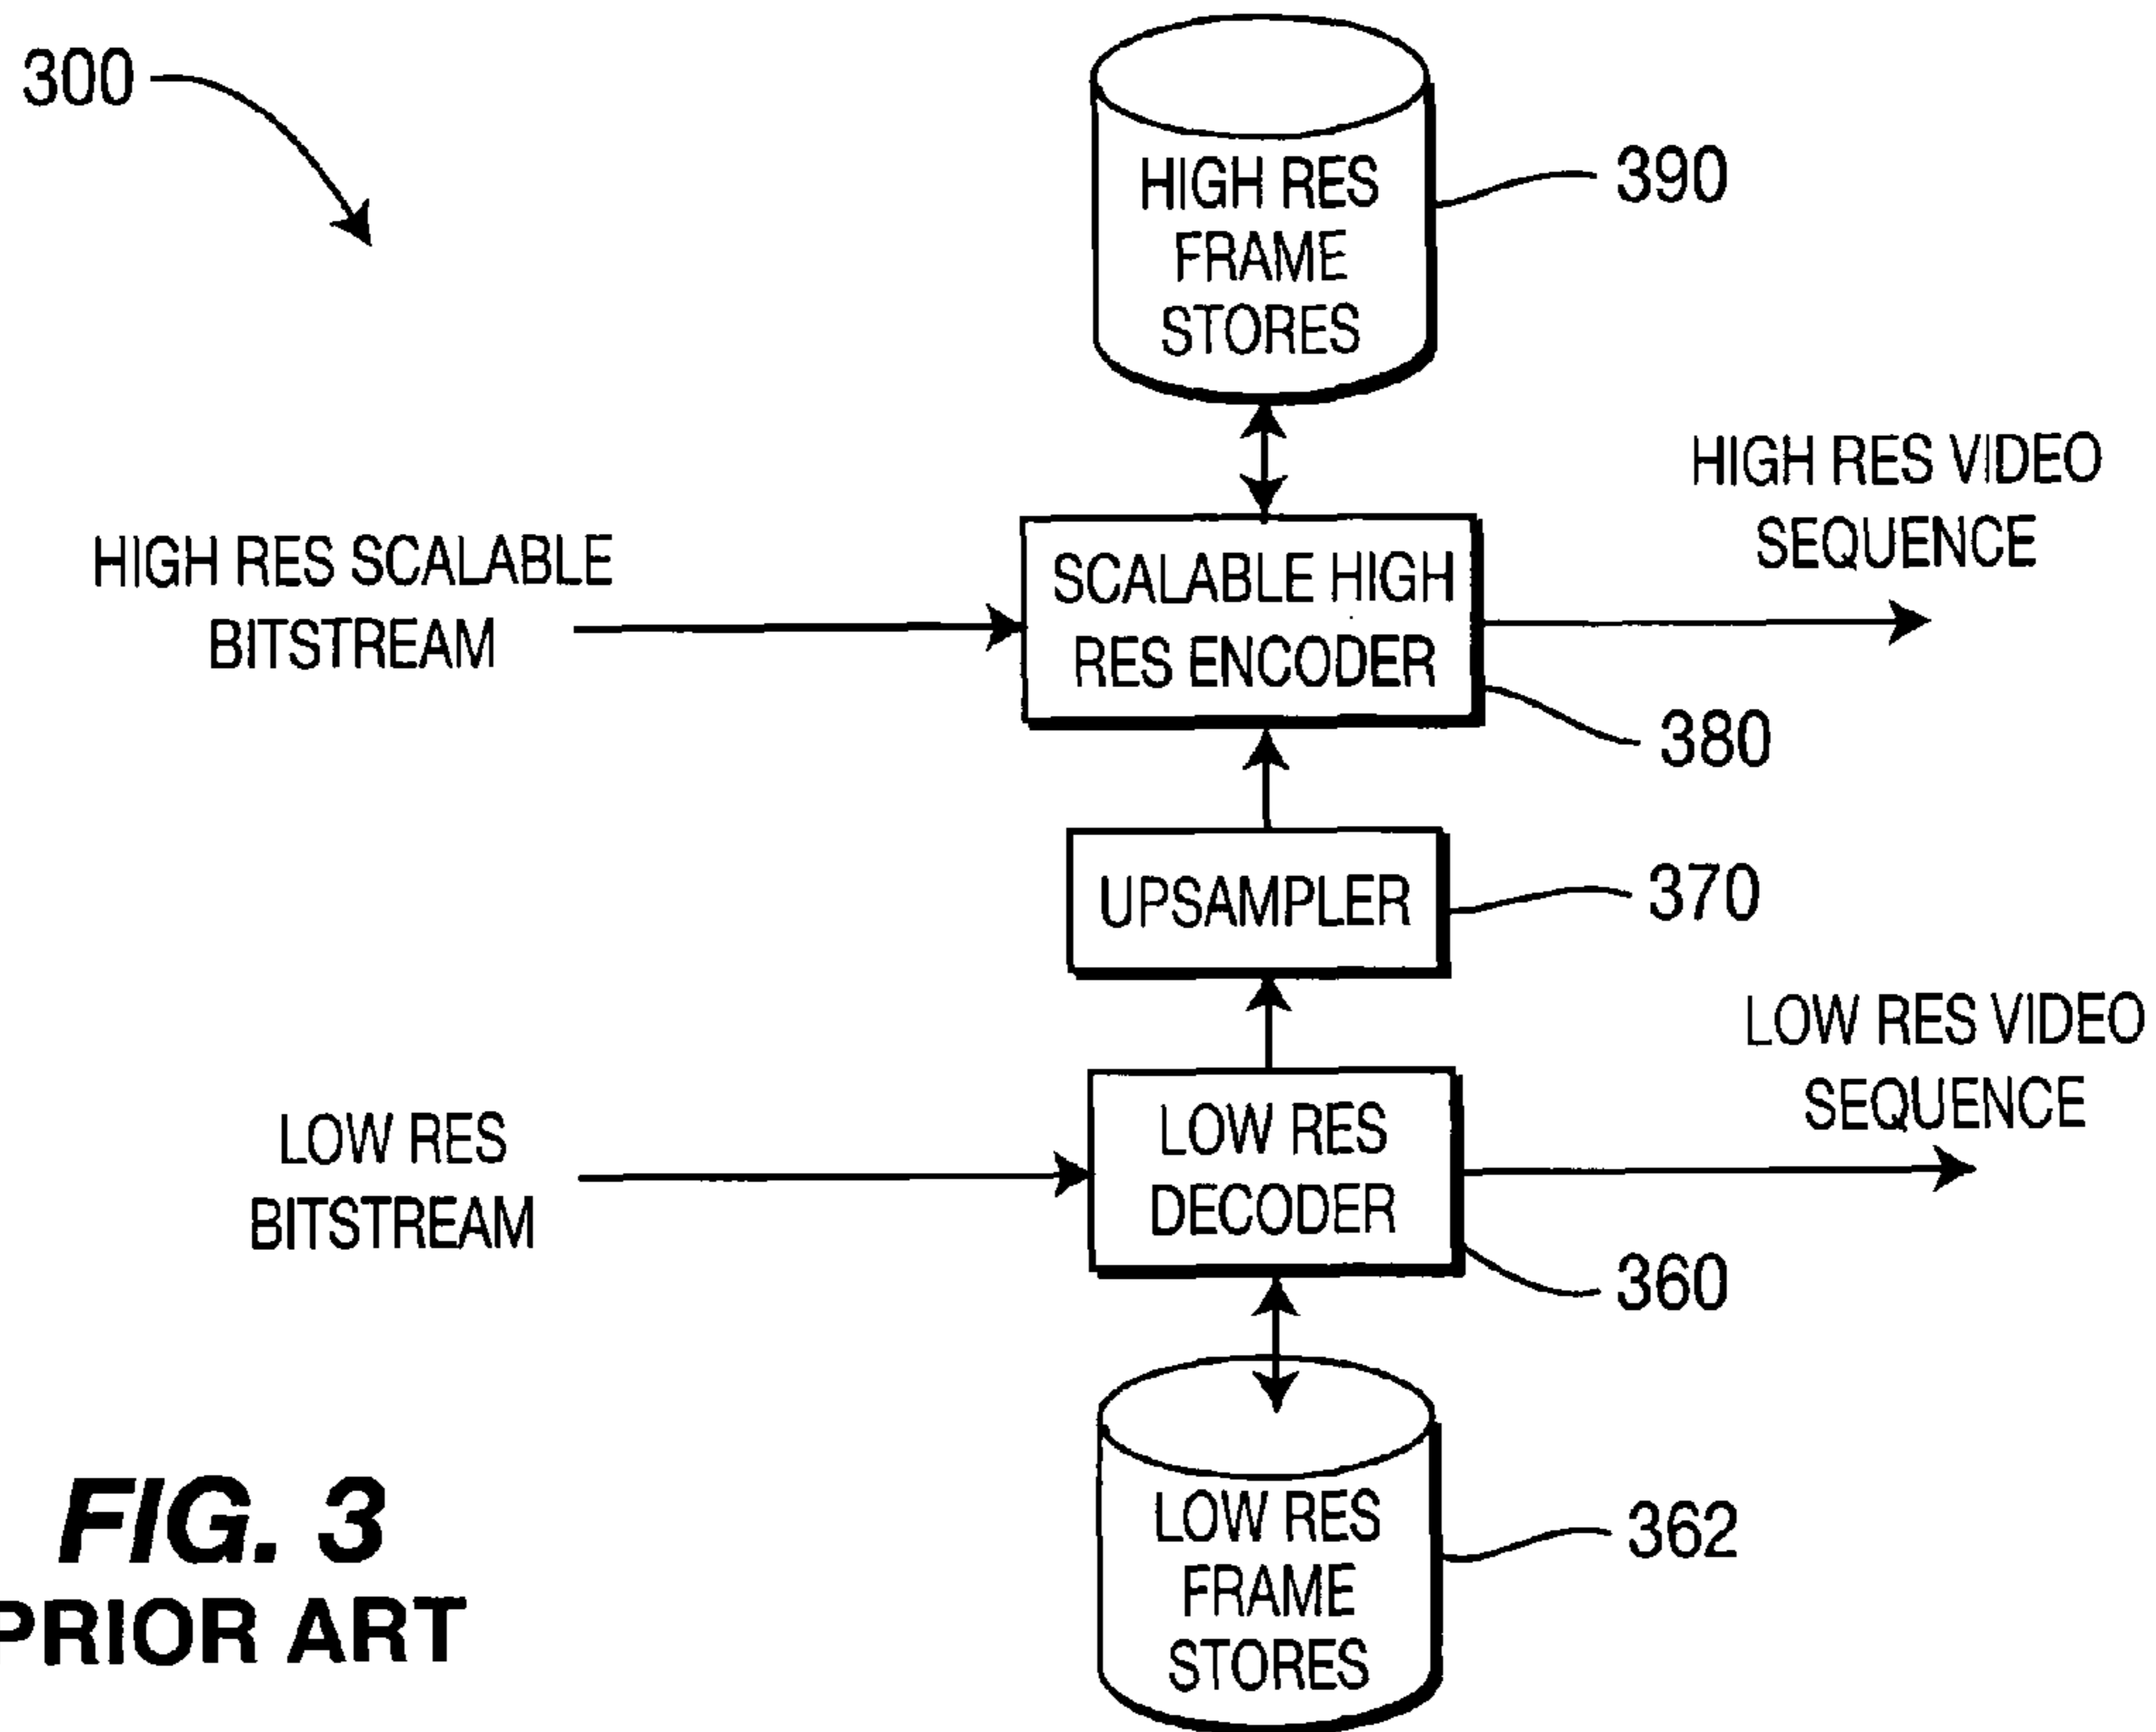 300
HIGH RES
FRAME
STORES
390
HIGH RES VIDEO
SEQUENCE
HIGH RES SCALABLE
BITSTREAM
SCALABLE HIGH
RES ENCODER
380
UPSAMPLER
370
LOW RES VIDEO
SEQUENCE
LOW RES
BITSTREAM
LOW RES
DECODER
360
LOW RES
FRAME
STORES
362
FIG. 3
PRIOR ART